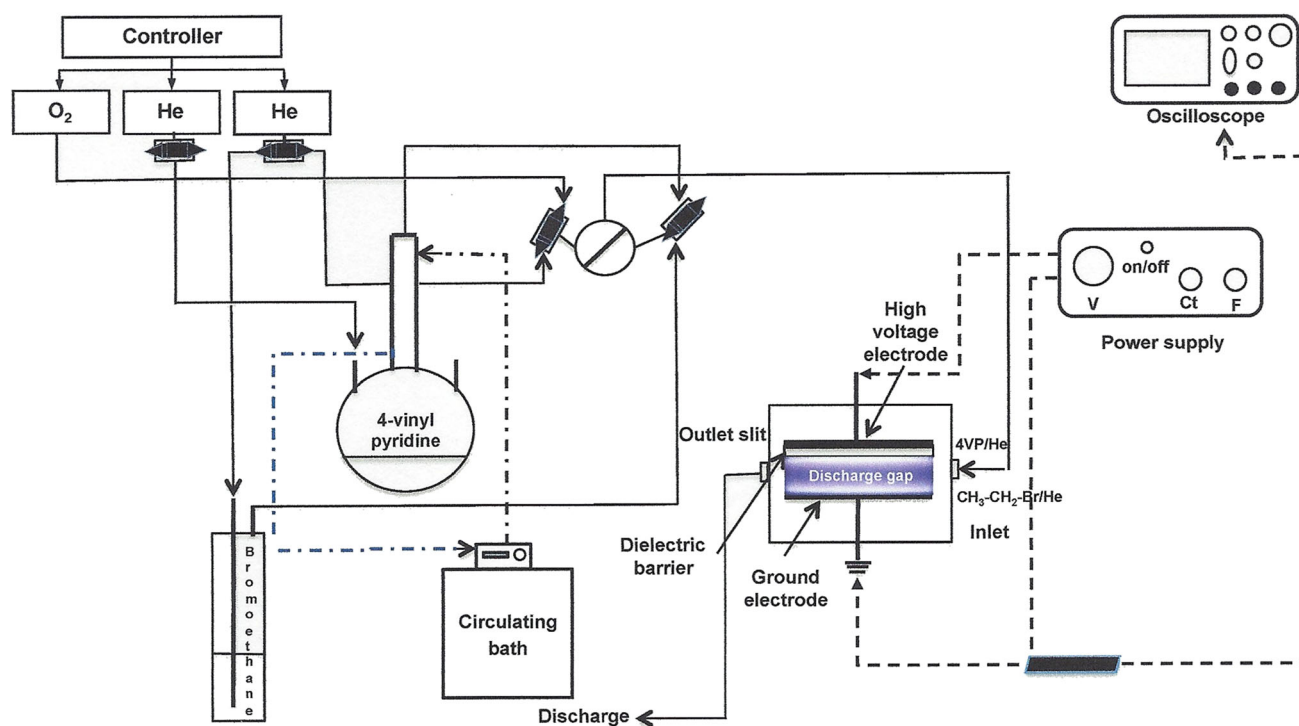 Controller
O₂
He
He
Oscilloscope
on/off
V
Ct
F
Power supply
High
voltage
electrode
4-vinyl
pyridine
Outlet slit
4VP/He
Discharge gap
CH₃-CH₂-Br/He
Inlet
Dielectric
barrier
Ground
electrode
Bromoethane
Circulating
bath
Discharge